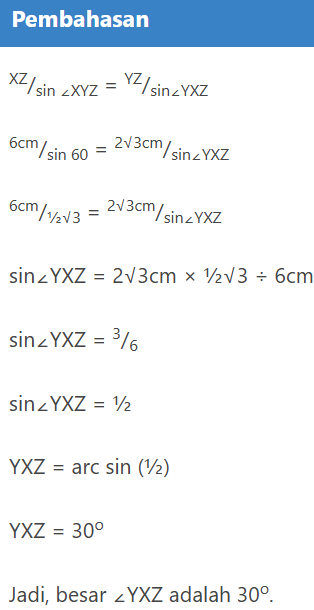 Pembahasan
XZ/sin ∠XYZ = YZ/sin∠YXZ
6cm/sin 60 = 2√3cm/sin∠YXZ
6cm/½√3 = 2√3cm/sin∠YXZ
sin∠YXZ = 2√3cm × ½√3 ÷ 6cm
sin∠YXZ = 3/6
sin∠YXZ = ½
YXZ = arc sin (½)
YXZ = 30º
Jadi, besar ∠YXZ adalah 30º.